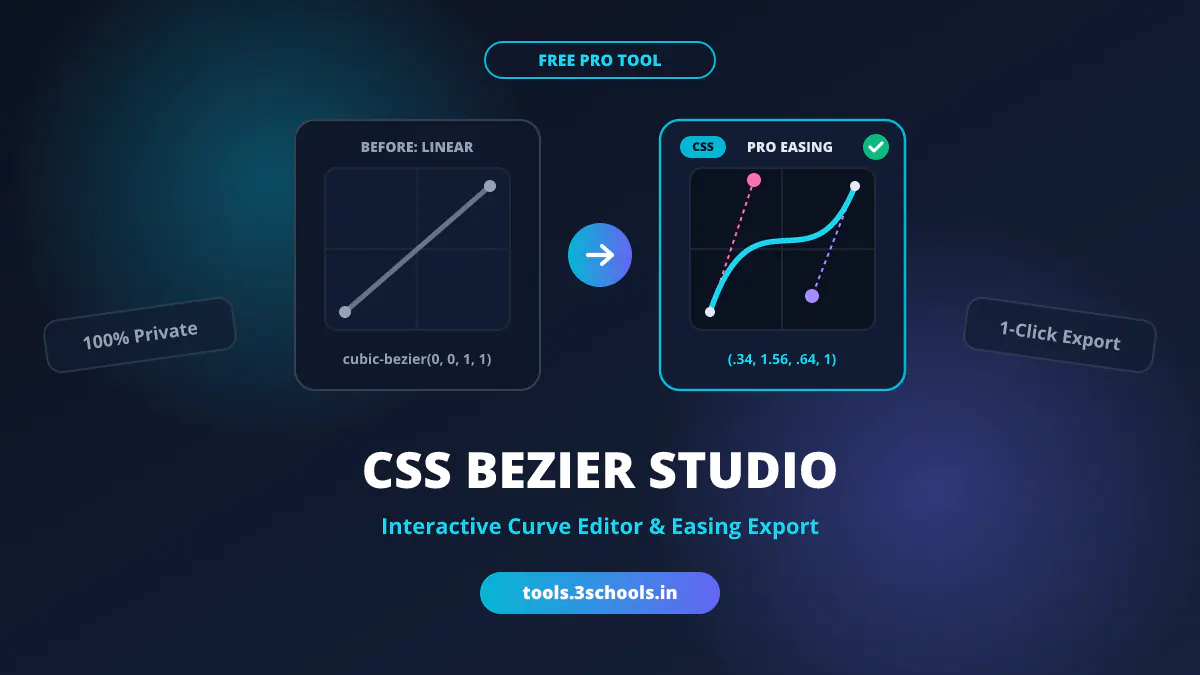 FREE PRO TOOL
BEFORE: LINEAR
cubic-bezier(0, 0, 1, 1)
CSS
PRO EASING
(.34, 1.56, .64, 1)
100% Private
1-Click Export
CSS BEZIER STUDIO
Interactive Curve Editor & Easing Export
tools.3schools.in